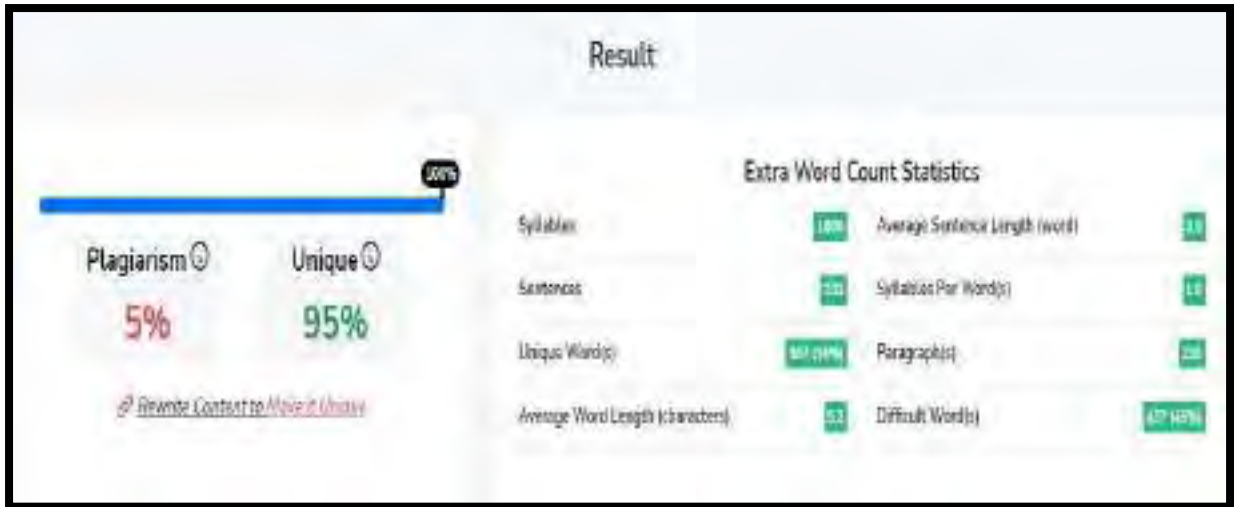 Result
100%
Plagiarism
Unique
5%
95%
Rewrite Content to Make it Unique
Extra Word Count Statistics
Syllables
Average Sentence Length (word)
Sentences
Syllables Per Word(s)
Unique Word(s)
Paragraph(s)
Average Word Length (characters)
Difficult Word(s)